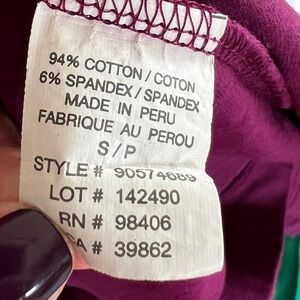 94% COTTON / COTON
6% SPANDEX / SPANDEX
MADE IN PERU
FABRIQUE AU PEROU
S / P
STYLE # 90574689
LOT # 142490
RN # 98406
# 39862